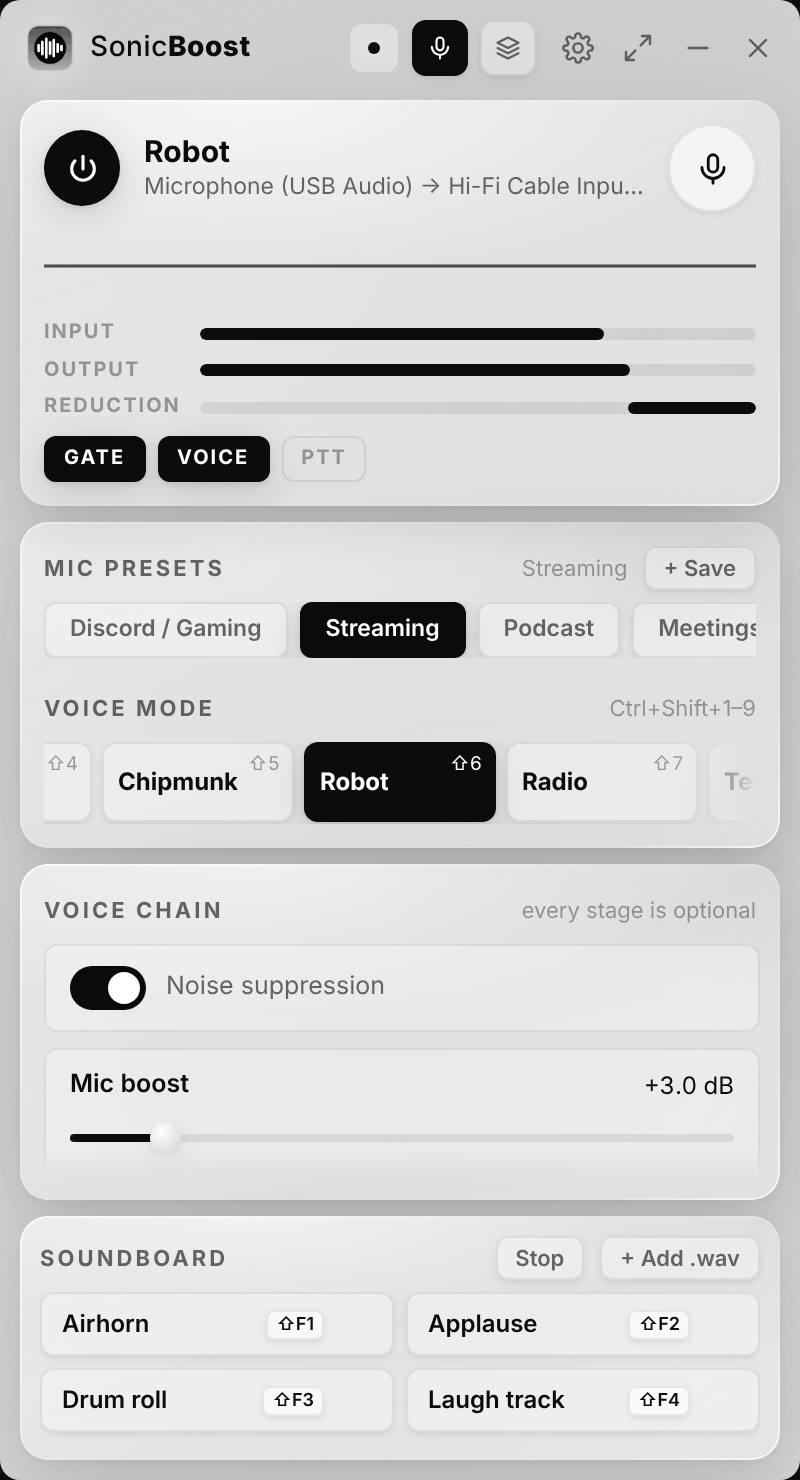 SonicBoost
Robot
Microphone (USB Audio) → Hi-Fi Cable Inpu...
INPUT
OUTPUT
REDUCTION
GATE VOICE PTT
MIC PRESETS Streaming + Save
Discord / Gaming Streaming Podcast Meetings
VOICE MODE Ctrl+Shift+1–9
⇧4 Chipmunk ⇧5 Robot ⇧6 Radio ⇧7 Te
VOICE CHAIN every stage is optional
Noise suppression
Mic boost +3.0 dB
SOUNDBOARD Stop + Add .wav
Airhorn ⇧F1 Applause ⇧F2
Drum roll ⇧F3 Laugh track ⇧F4